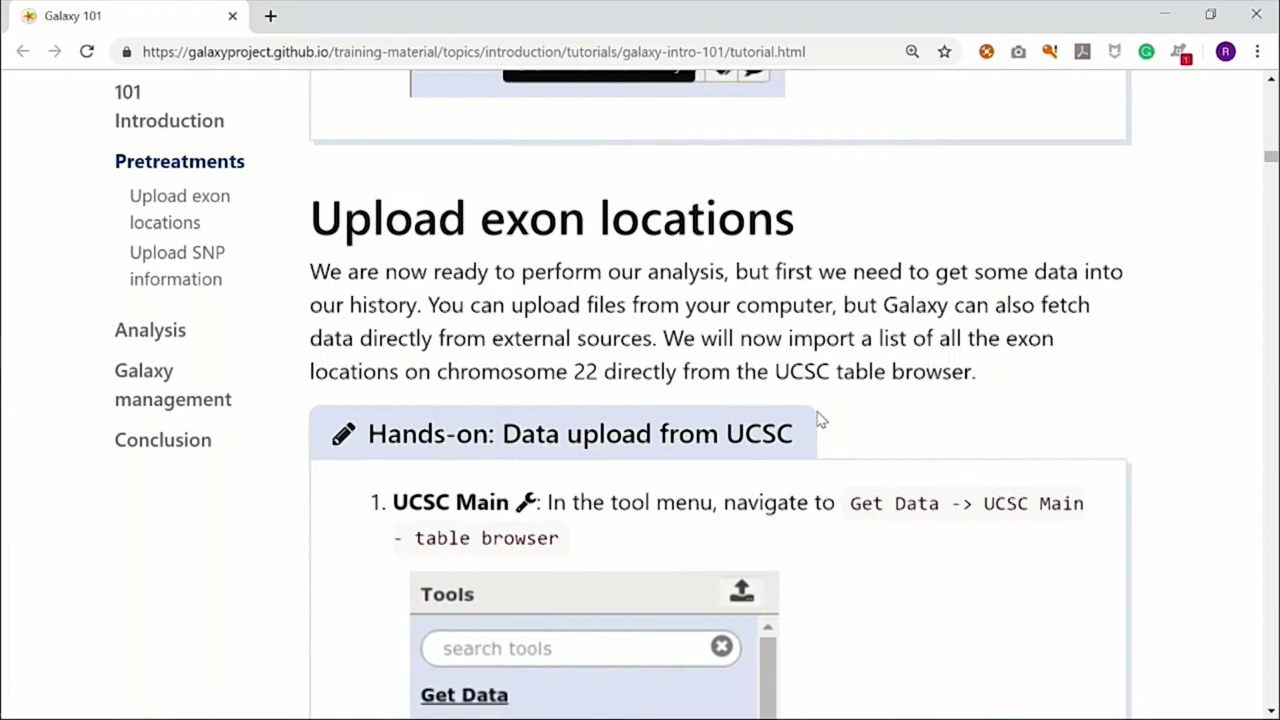 Galaxy 101
https://galaxyproject.github.io/training-material/topics/introduction/tutorials/galaxy-intro-101/tutorial.html
1
R
101
Introduction
Pretreatments
Upload exon
locations
Upload SNP
information
Analysis
Galaxy
management
Conclusion
Upload exon locations
We are now ready to perform our analysis, but first we need to get some data into
our history. You can upload files from your computer, but Galaxy can also fetch
data directly from external sources. We will now import a list of all the exon
locations on chromosome 22 directly from the UCSC table browser.
Hands-on: Data upload from UCSC
1. UCSC Main : In the tool menu, navigate to Get Data -> UCSC Main
- table browser
Tools
search tools
Get Data